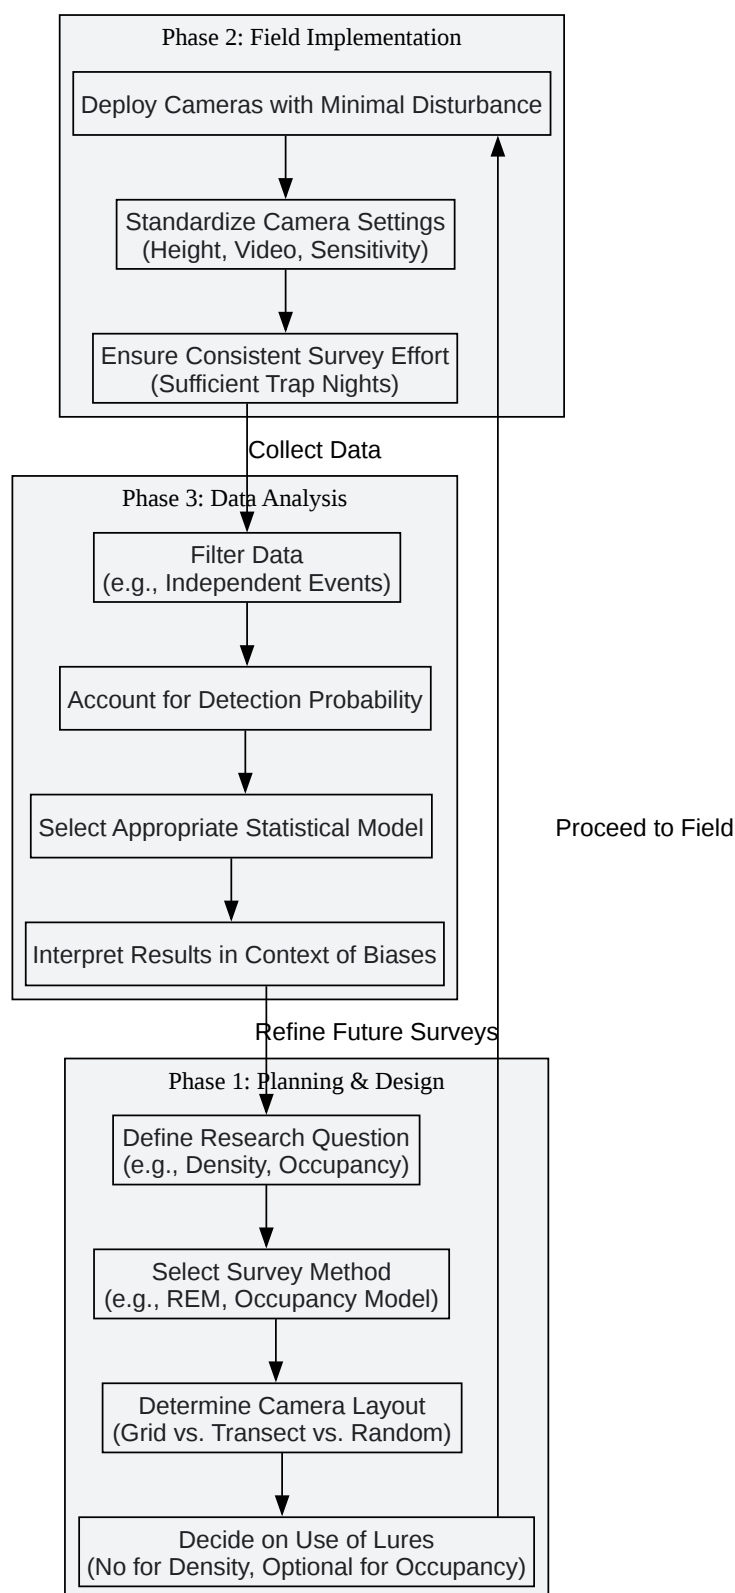 Phase 2: Field Implementation
Deploy Cameras with Minimal Disturbance
Standardize Camera Settings
(Height, Video, Sensitivity)
Ensure Consistent Survey Effort
(Sufficient Trap Nights)
Collect Data
Phase 3: Data Analysis
Filter Data
(e.g., Independent Events)
Account for Detection Probability
Select Appropriate Statistical Model
Proceed to Field
Interpret Results in Context of Biases
Refine Future Surveys
Phase 1: Planning & Design
Define Research Question
(e.g., Density, Occupancy)
Select Survey Method
(e.g., REM, Occupancy Model)
Determine Camera Layout
(Grid vs. Transect vs. Random)
Decide on Use of Lures
(No for Density, Optional for Occupancy)